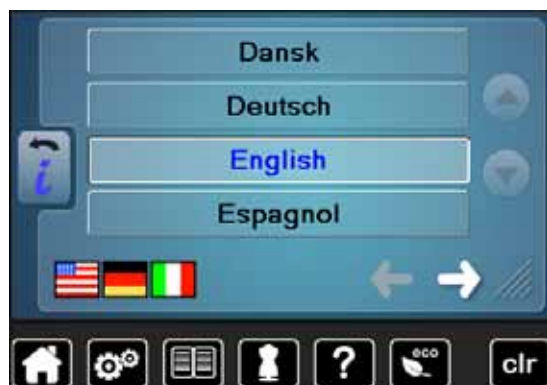 Dansk
Deutsch
i
English
Espagnol
?
eco
clr